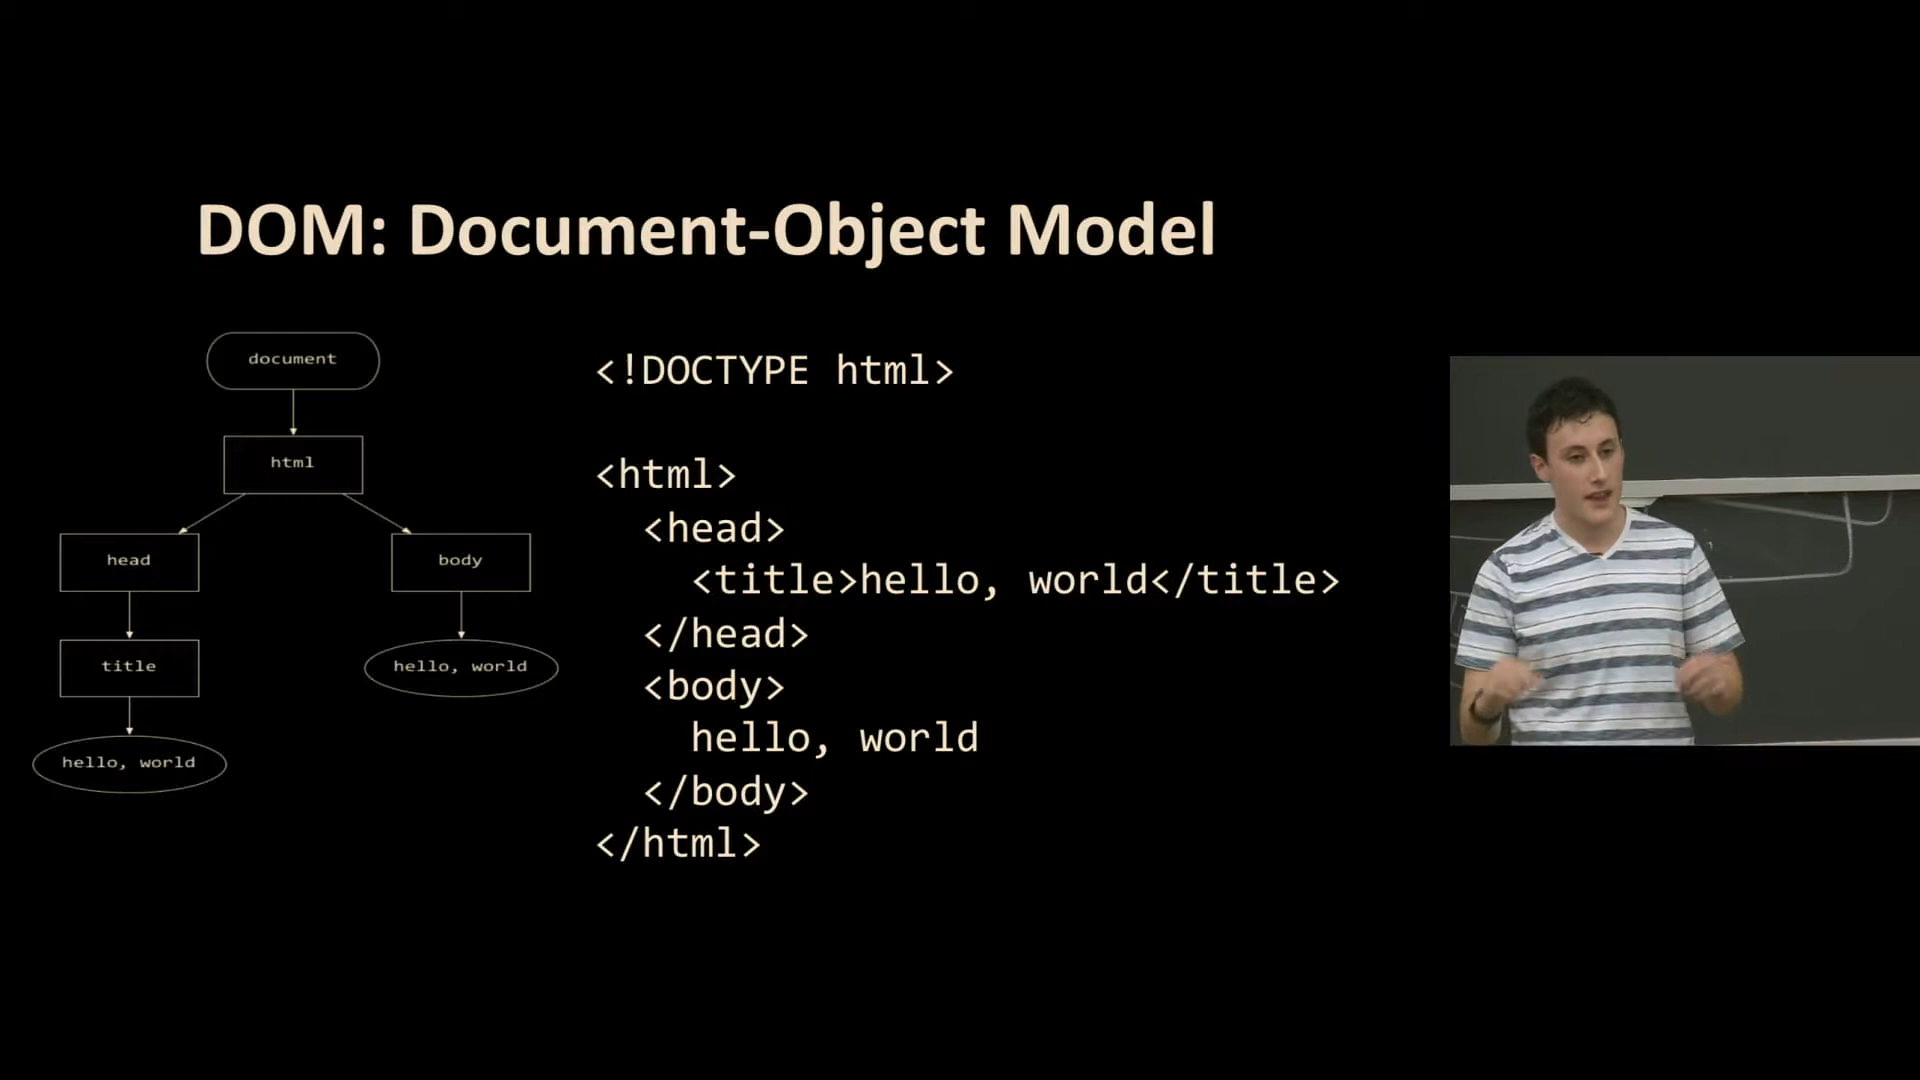 DOM: Document-Object Model
document
html
head
body
title
hello, world
hello, world
<!DOCTYPE html>
<html>
<head>
<title>hello, world</title>
</head>
<body>
hello, world
</body>
</html>